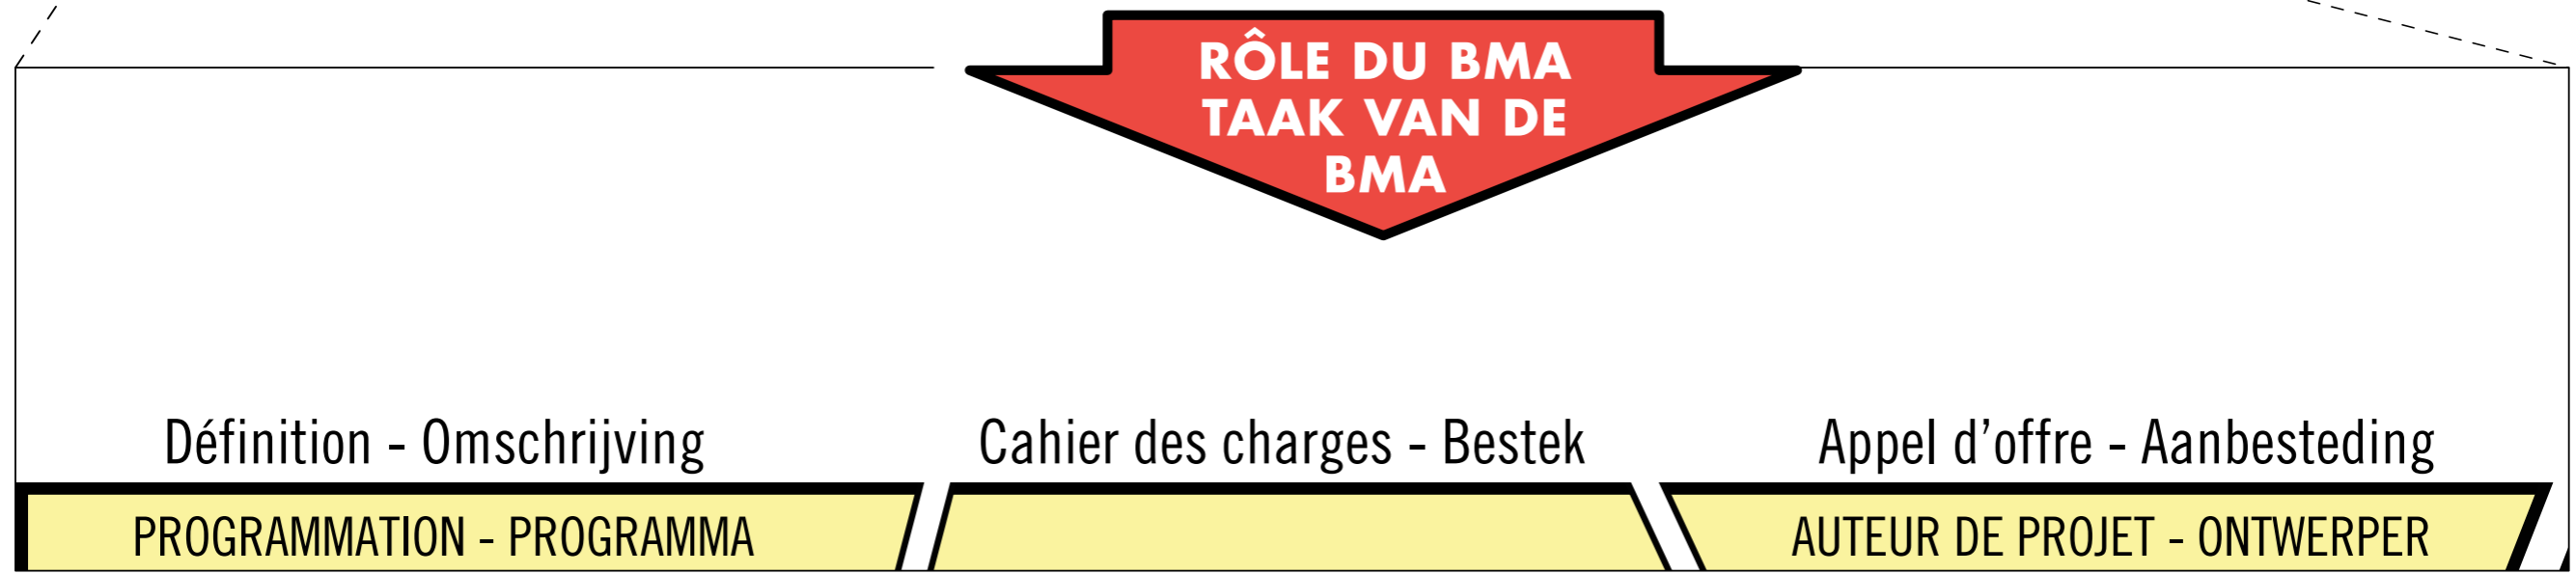 RÔLE DU BMA
TAAK VAN DE
BMA
Définition - Omschrijving
Cahier des charges - Bestek
Appel d’offre - Aanbesteding
PROGRAMMATION - PROGRAMMA
AUTEUR DE PROJET - ONTWERPER